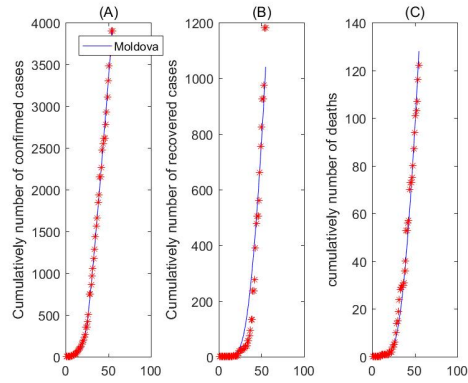 (A)
Cumulatively number of confirmed cases
4000
3500
3000
2500
2000
1500
1000
500
0
0 50 100
Moldova
(B)
Cumulatively number of recovered cases
1200
1000
800
600
400
200
0
0 50 100
(C)
cumulatively number of deaths
140
120
100
80
60
40
20
0
0 50 100